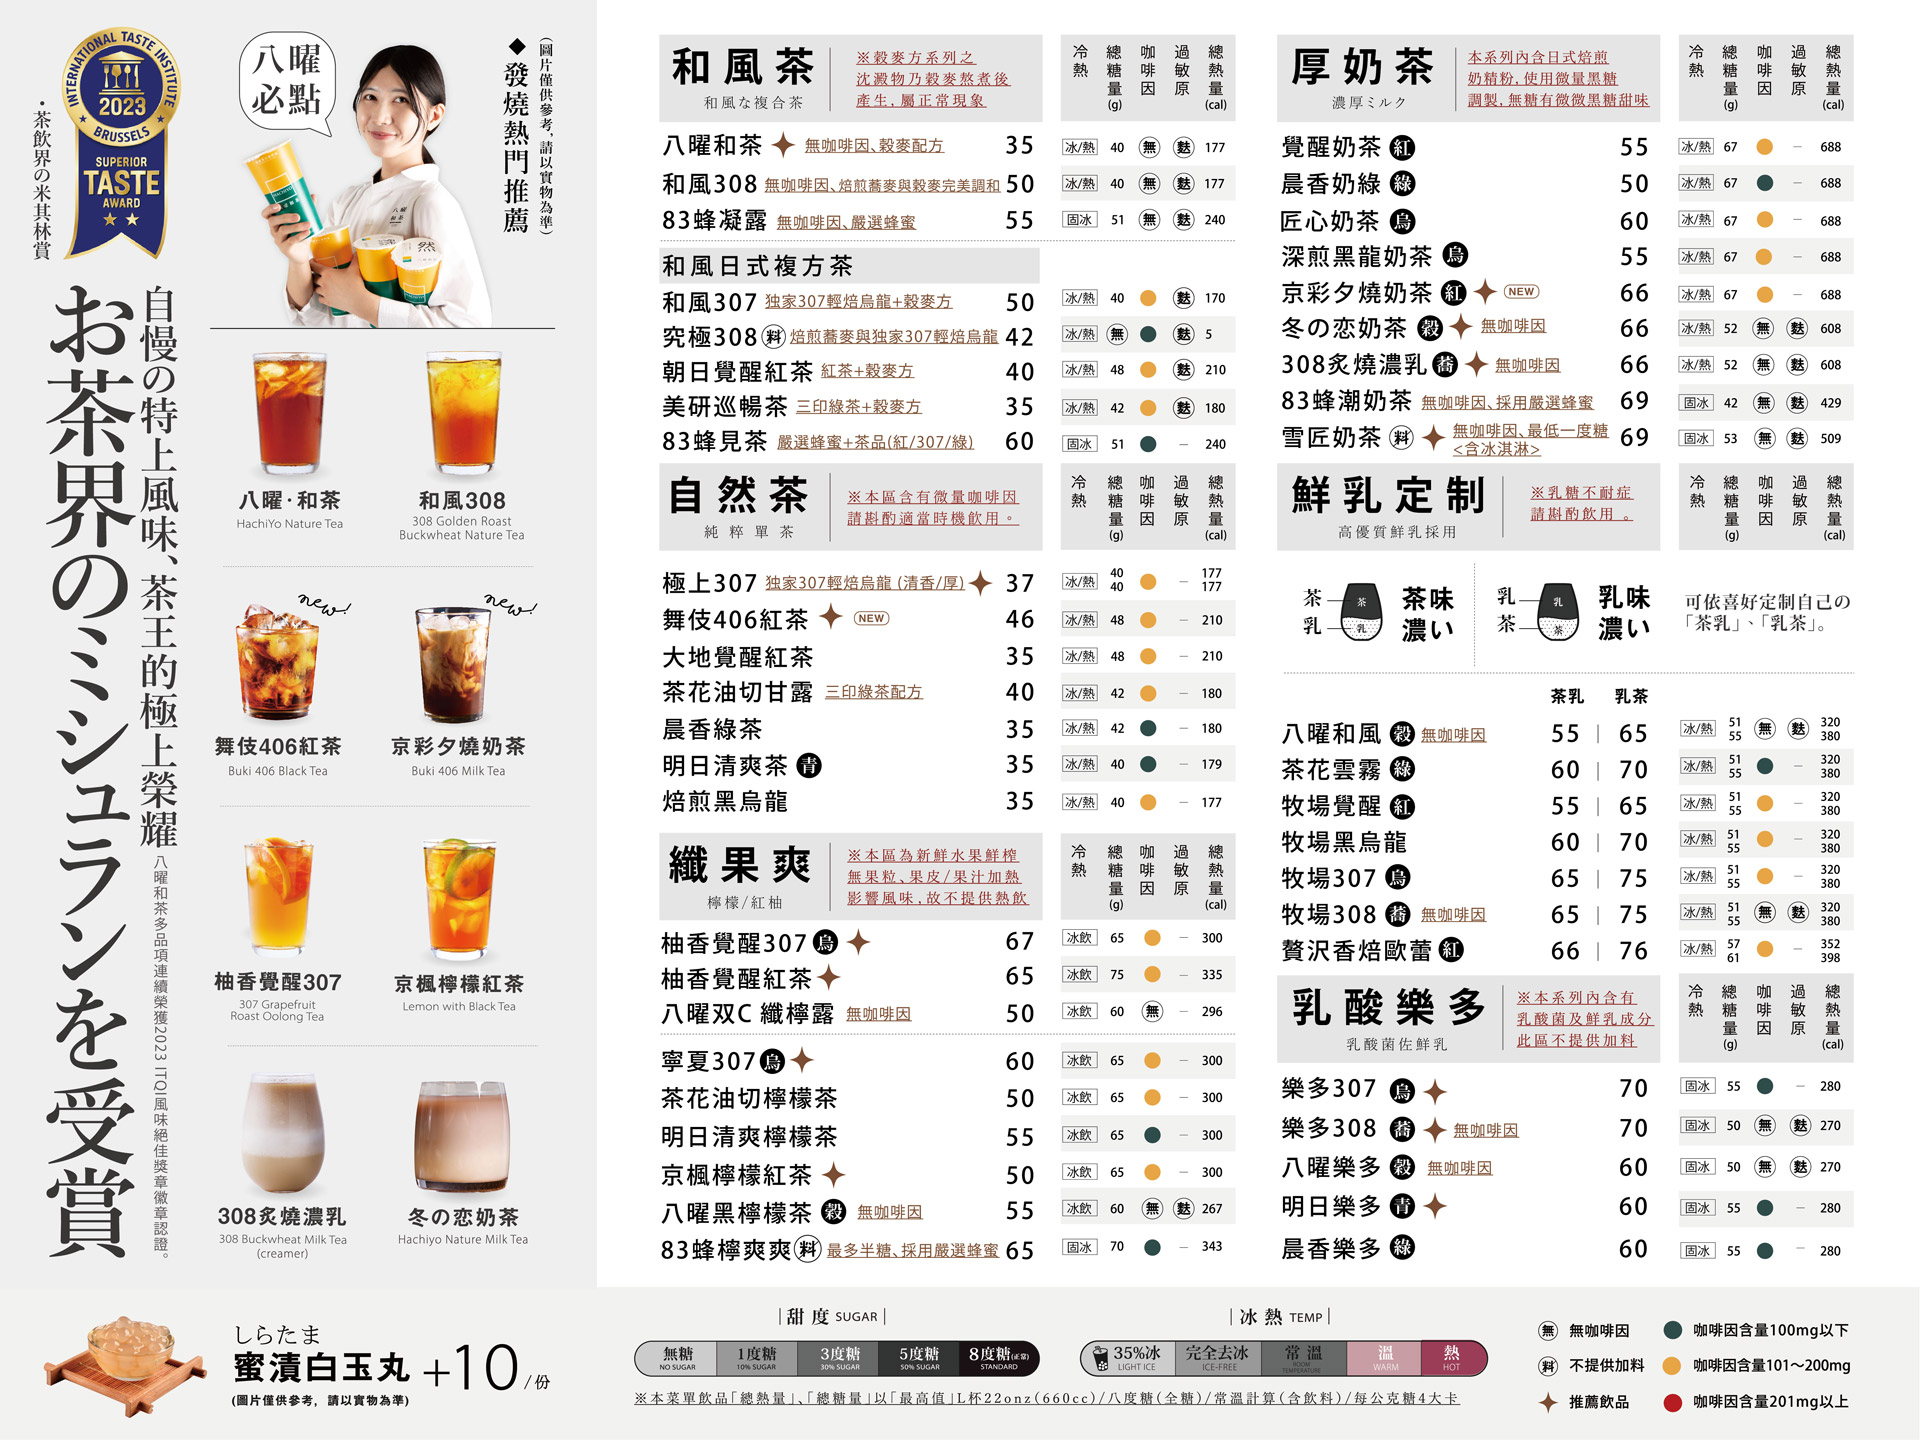 INTERNATIONAL TASTE INSTITUTE
2023
BRUSSELS
SUPERIOR
TASTE
AWARD
・茶飲界の米其林賞
お茶界のミシュランを受賞
自慢の特上風味、茶王的極上榮耀
八曜和茶多品項連續榮獲2023 ITQI風味絕佳獎章徽章認證。
八曜
必點
◆發燒熱門推薦
(圖片僅供參考,請以實物為準)
八曜·和茶
HachiYo Nature Tea
和風308
308 Golden Roast
Buckwheat Nature Tea
new!
舞伎406紅茶
Buki 406 Black Tea
new!
京彩夕燒奶茶
Buki 406 Milk Tea
柚香覺醒307
307 Grapefruit
Roast Oolong Tea
京楓檸檬紅茶
Lemon with Black Tea
308炙燒濃乳
308 Buckwheat Milk Tea
(creamer)
冬の恋奶茶
Hachiyo Nature Milk Tea
和風茶
和風な複合茶
※穀麥方系列之
沈澱物乃穀麥熬煮後
產生,屬正常現象
冷熱 總糖量(g) 咖啡因 過敏原 總熱量(cal)
八曜和茶 無咖啡因、穀麥配方 35 冰/熱 40 無 麩 177
和風308 無咖啡因、焙煎蕎麥與穀麥完美調和 50 冰/熱 40 無 麩 177
83蜂凝露 無咖啡因、嚴選蜂蜜 55 固冰 51 無 麩 240
和風日式複方茶
和風307 独家307輕焙烏龍+穀麥方 50 冰/熱 40 麩 170
究極308 料 焙煎蕎麥與独家307輕焙烏龍 42 冰/熱 無 麩 5
朝日覺醒紅茶 紅茶+穀麥方 40 冰/熱 48 麩 210
美研巡暢茶 三印綠茶+穀麥方 35 冰/熱 42 麩 180
83蜂見茶 嚴選蜂蜜+茶品(紅/307/綠) 60 固冰 51 – 240
自然茶
純粹單茶
※本區含有微量咖啡因
請斟酌適當時機飲用。
冷熱 總糖量(g) 咖啡因 過敏原 總熱量(cal)
極上307 独家307輕焙烏龍 (清香/厚) 37 冰/熱 40 40 – 177 177
舞伎406紅茶 NEW 46 冰/熱 48 – 210
大地覺醒紅茶 35 冰/熱 48 – 210
茶花油切甘露 三印綠茶配方 40 冰/熱 42 – 180
晨香綠茶 35 冰/熱 42 – 180
明日清爽茶 青 35 冰/熱 40 – 179
焙煎黑烏龍 35 冰/熱 40 – 177
纖果爽
檸檬/紅柚
※本區為新鮮水果鮮榨
無果粒、果皮/果汁加熱
影響風味,故不提供熱飲
冷熱 總糖量(g) 咖啡因 過敏原 總熱量(cal)
柚香覺醒307 烏 67 冰飲 65 – 300
柚香覺醒紅茶 65 冰飲 75 – 335
八曜双C 纖檸露 無咖啡因 50 冰飲 60 無 – 296
寧夏307 烏 60 冰飲 65 – 300
茶花油切檸檬茶 50 冰飲 65 – 300
明日清爽檸檬茶 55 冰飲 65 – 300
京楓檸檬紅茶 50 冰飲 65 – 300
八曜黑檸檬茶 穀 無咖啡因 55 冰飲 60 無 麩 267
83蜂檸爽爽 料 最多半糖、採用嚴選蜂蜜 65 固冰 70 – 343
厚奶茶
濃厚ミルク
本系列內含日式焙煎
奶精粉,使用微量黑糖
調製,無糖有微微黑糖甜味
冷熱 總糖量(g) 咖啡因 過敏原 總熱量(cal)
覺醒奶茶 紅 55 冰/熱 67 – 688
晨香奶綠 綠 50 冰/熱 67 – 688
匠心奶茶 烏 60 冰/熱 67 – 688
深煎黑龍奶茶 烏 55 冰/熱 67 – 688
京彩夕燒奶茶 紅 NEW 66 冰/熱 67 – 688
冬の恋奶茶 穀 無咖啡因 66 冰/熱 52 無 麩 608
308炙燒濃乳 蕎 無咖啡因 66 冰/熱 52 無 麩 608
83蜂潮奶茶 無咖啡因、採用嚴選蜂蜜 69 固冰 42 無 麩 429
雪匠奶茶 料 無咖啡因、最低一度糖 <含冰淇淋> 69 固冰 53 無 麩 509
鮮乳定制
高優質鮮乳採用
※乳糖不耐症
請斟酌飲用 。
冷熱 總糖量(g) 咖啡因 過敏原 總熱量(cal)
茶 茶
乳 乳
茶味
濃い
乳 乳
茶 茶
乳味
濃い
可依喜好定制自己の
「茶乳」、「乳茶」。
茶乳 乳茶
八曜和風 穀 無咖啡因 55 | 65 冰/熱 51 55 無 麩 320 380
茶花雲霧 綠 60 | 70 冰/熱 51 55 – 320 380
牧場覺醒 紅 55 | 65 冰/熱 51 55 – 320 380
牧場黑烏龍 60 | 70 冰/熱 51 55 – 320 380
牧場307 烏 65 | 75 冰/熱 51 55 – 320 380
牧場308 蕎 無咖啡因 65 | 75 冰/熱 51 55 無 麩 320 380
贅沢香焙歐蕾 紅 66 | 76 冰/熱 57 61 – 352 398
乳酸樂多
乳酸菌佐鮮乳
※本系列內含有
乳酸菌及鮮乳成分
此區不提供加料
冷熱 總糖量(g) 咖啡因 過敏原 總熱量(cal)
樂多307 烏 70 固冰 55 – 280
樂多308 蕎 無咖啡因 70 固冰 50 無 麩 270
八曜樂多 穀 無咖啡因 60 固冰 50 無 麩 270
明日樂多 青 60 固冰 55 – 280
晨香樂多 綠 60 固冰 55 – 280
しらたま
蜜漬白玉丸 +10/份
(圖片僅供參考, 請以實物為準)
|甜度 SUGAR|
無糖 NO SUGAR
1度糖 10% SUGAR
3度糖 30% SUGAR
5度糖 50% SUGAR
8度糖(正常) STANDARD
|冰熱 TEMP|
35%冰 LIGHT ICE
完全去冰 ICE-FREE
常溫 ROOM TEMPERATURE
溫 WARM
熱 HOT
※本菜單飲品「總熱量」、「總糖量」以「最高值」L杯22onz(660cc)/八度糖(全糖)/常溫計算(含飲料)/每公克糖4大卡
無 無咖啡因
料 不提供加料
推薦飲品
咖啡因含量100mg以下
咖啡因含量101～200mg
咖啡因含量201mg以上